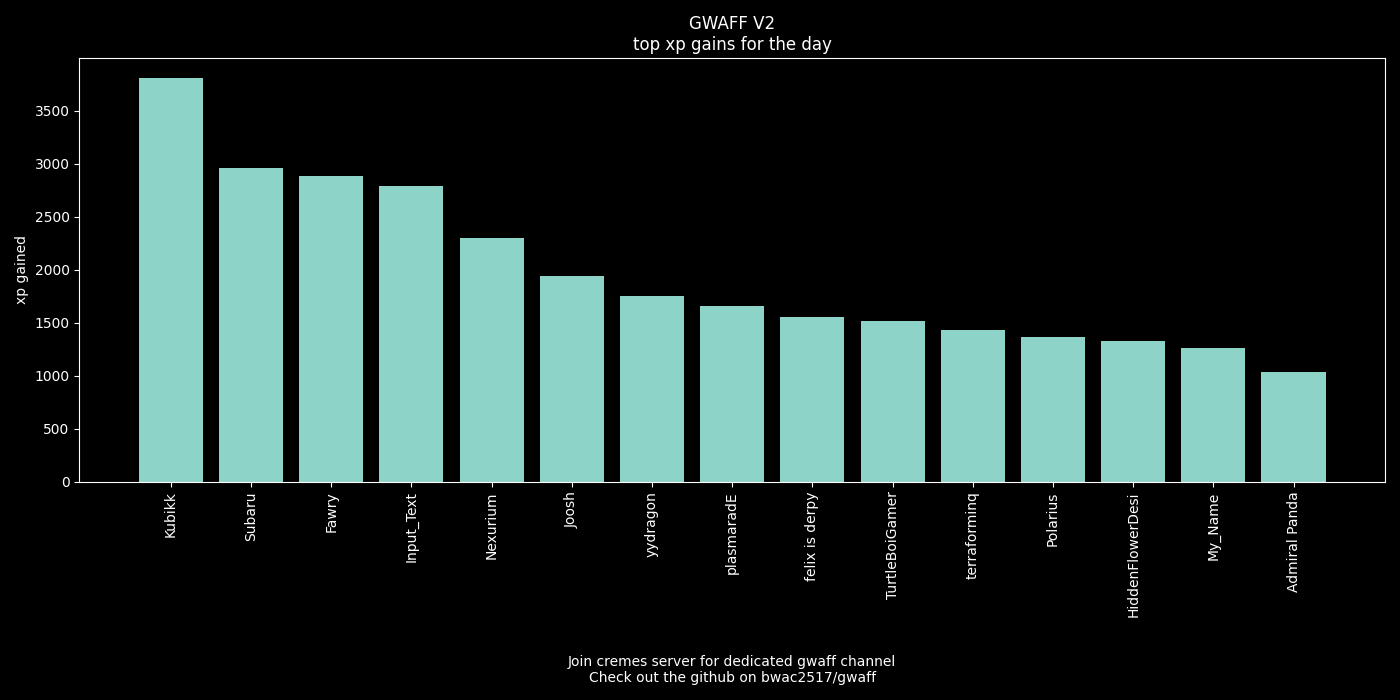 GWAFF V2
top xp gains for the day
xp gained
3500
3000
2500
2000
1500
1000
500
0
Kubikk
Subaru
Fawry
Input_Text
Nexurium
Joosh
yydragon
plasmaradE
felix is derpy
TurtleBoiGamer
terraforminq
Polarius
HiddenFlowerDesi
My_Name
Admiral Panda
Join cremes server for dedicated gwaff channel
Check out the github on bwac2517/gwaff